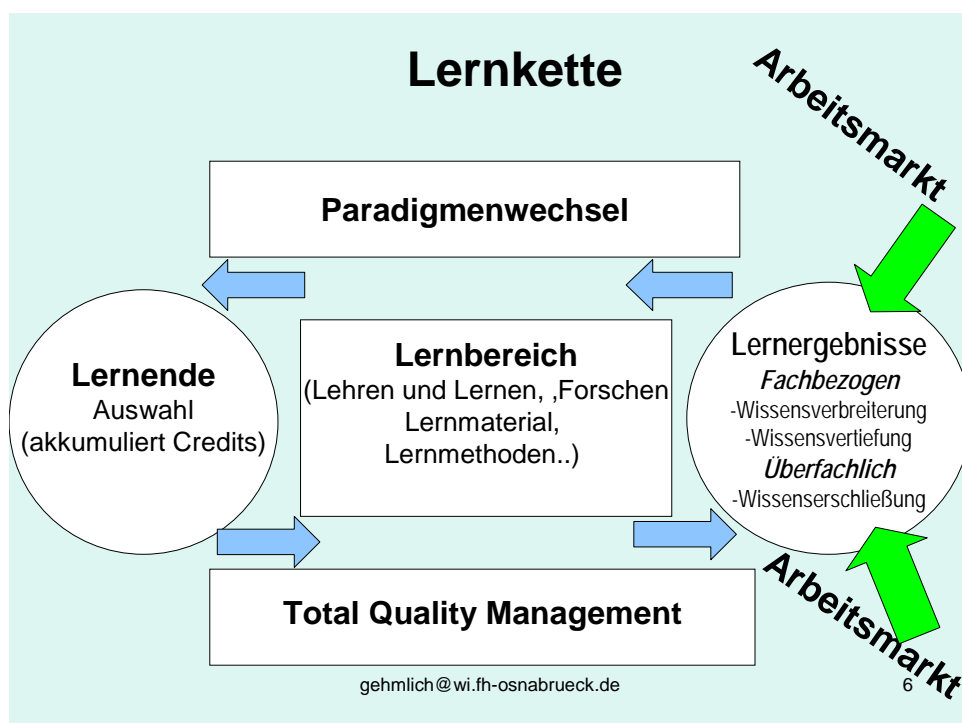 Lernkette
Arbeitsmarkt
Paradigmenwechsel
Lernende
Auswahl
(akkumuliert Credits)
Lernbereich
(Lehren und Lernen, ,Forschen
Lernmaterial,
Lernmethoden..)
Lernergebnisse
Fachbezogen
-Wissensverbreiterung
-Wissensvertiefung
Überfachlich
-Wissenserschließung
Total Quality Management
Arbeitsmarkt
gehmlich@wi.fh-osnabrueck.de
6